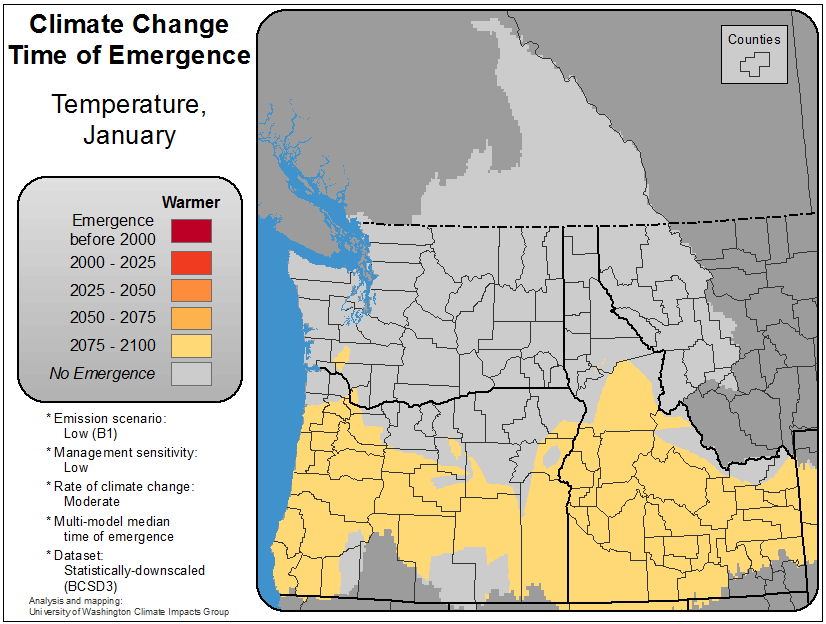 Climate Change
Time of Emergence
Temperature,
January
Counties
Warmer
Emergence
before 2000
2000 - 2025
2025 - 2050
2050 - 2075
2075 - 2100
No Emergence
* Emission scenario:
Low (B1)
* Management sensitivity:
Low
* Rate of climate change:
Moderate
* Multi-model median
time of emergence
* Dataset:
Statistically-downscaled
(BCSD3)
Analysis and mapping:
University of Washington Climate Impacts Group